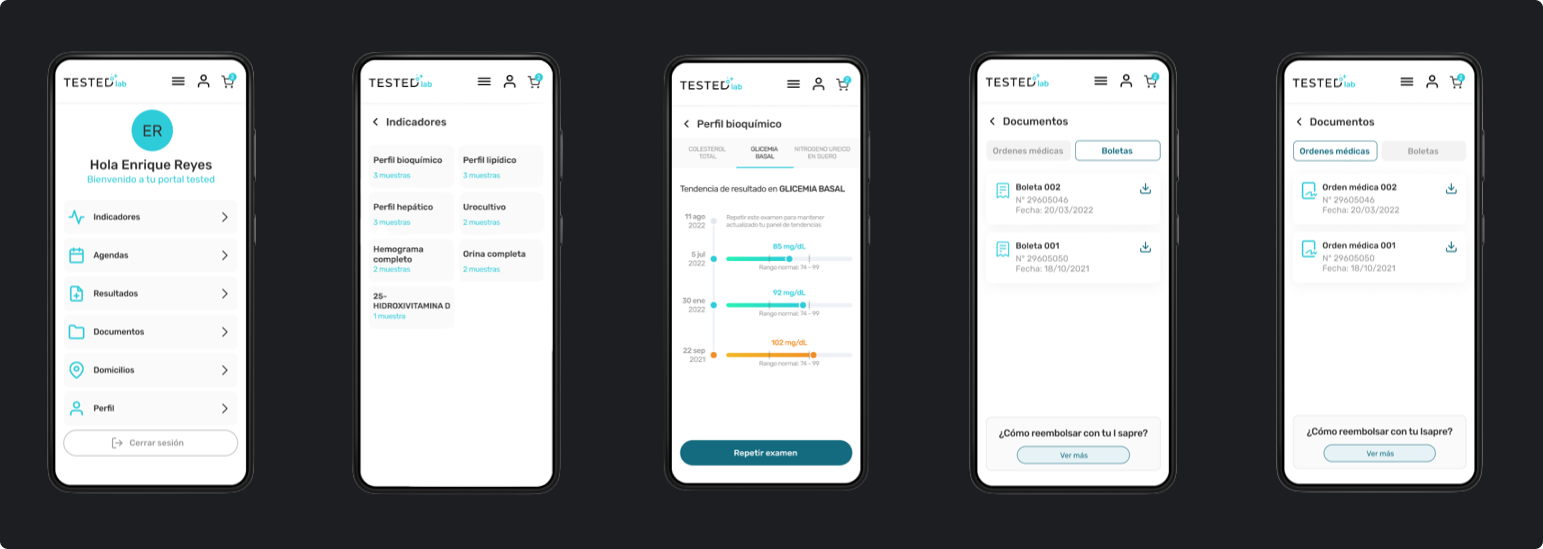 TESTED lab
2
ER
Hola Enrique Reyes
Bienvenido a tu portal tested
Indicadores
Agendas
Resultados
Documentos
Domicilios
Perfil
Cerrar sesión
TESTED lab
Indicadores
Perfil bioquímico
3 muestras
Perfil lipídico
3 muestras
Perfil hepático
3 muestras
Urocultivo
2 muestras
Hemograma
completo
2 muestras
Orina completa
2 muestras
25-
HIDROXIVITAMINA D
1 muestra
TESTED lab
Perfil bioquímico
COLESTEROL
TOTAL
GLICEMIA
BASAL
NITROGENO UREICO
EN SUERO
Tendencia de resultado en GLICEMIA BASAL
11 ago
2022
Repetir este examen para mantener
actualizado tu panel de tendencias
5 jul
2022
85 mg/dL
Rango normal: 74 - 99
30 ene
2022
92 mg/dL
Rango normal: 74 - 99
22 sep
2021
102 mg/dL
Rango normal: 74 - 99
Repetir examen
TESTED lab
Documentos
Ordenes médicas
Boletas
Boleta 002
N° 29605046
Fecha: 20/03/2022
Boleta 001
N° 29605050
Fecha: 18/10/2021
¿Cómo reembolsar con tu I sapre?
Ver más
TESTED lab
Documentos
Ordenes médicas
Boletas
Orden médica 002
N° 29605046
Fecha: 20/03/2022
Orden médica 001
N° 29605050
Fecha: 18/10/2021
¿Cómo reembolsar con tu Isapre?
Ver más